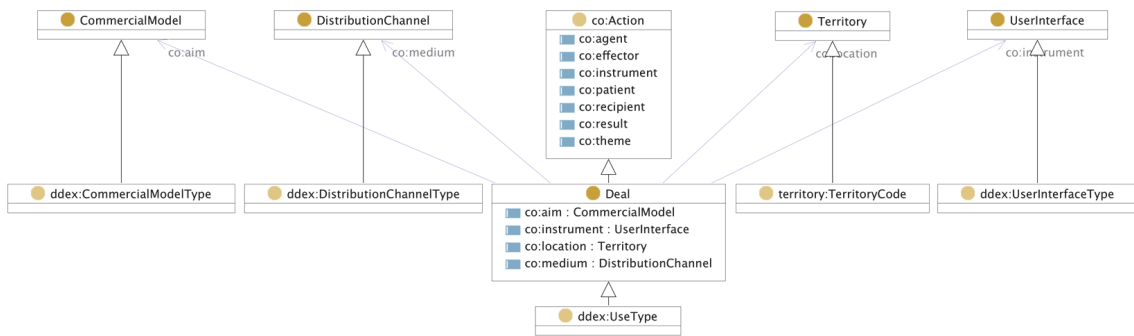 CommercialModel
DistributionChannel
co:Action
Territory
UserInterface
co:agent
co:effector
co:instrument
co:patient
co:recipient
co:result
co:theme
co:aim
co:medium
co:location
co:instrument
ddex:CommercialModelType
ddex:DistributionChannelType
Deal
territory:TerritoryCode
ddex:UserInterfaceType
co:aim : CommercialModel
co:instrument : UserInterface
co:location : Territory
co:medium : DistributionChannel
ddex:UseType